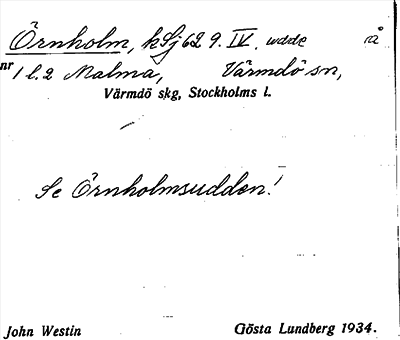 Örnholm, kSj 62 9. IV. udde på
nr 1 l. 2 Malma, Värmdö sn,
Värmdö skg, Stockholms l.
Se Örnholmsudden!
John Westin Gösta Lundberg 1934.